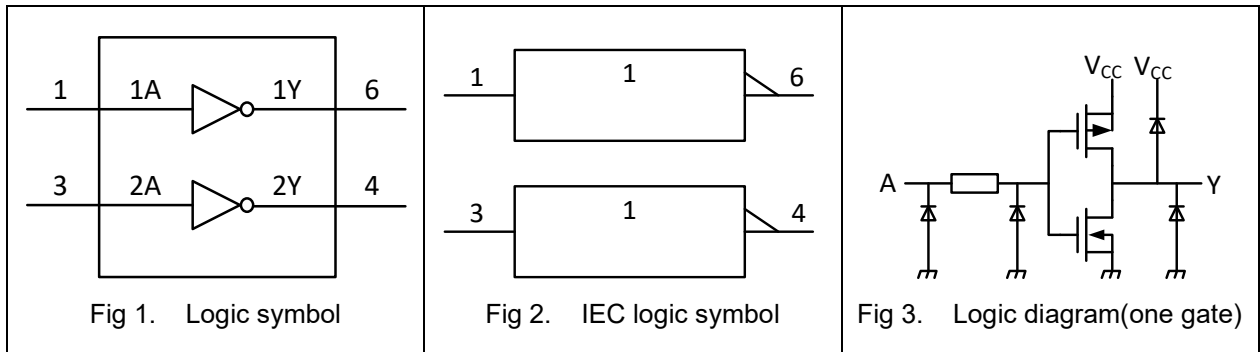 1 1A 1Y 6
3 2A 2Y 4
Fig 1. Logic symbol
1 1 6
3 1 4
Fig 2. IEC logic symbol
VCC VCC
A Y
Fig 3. Logic diagram(one gate)